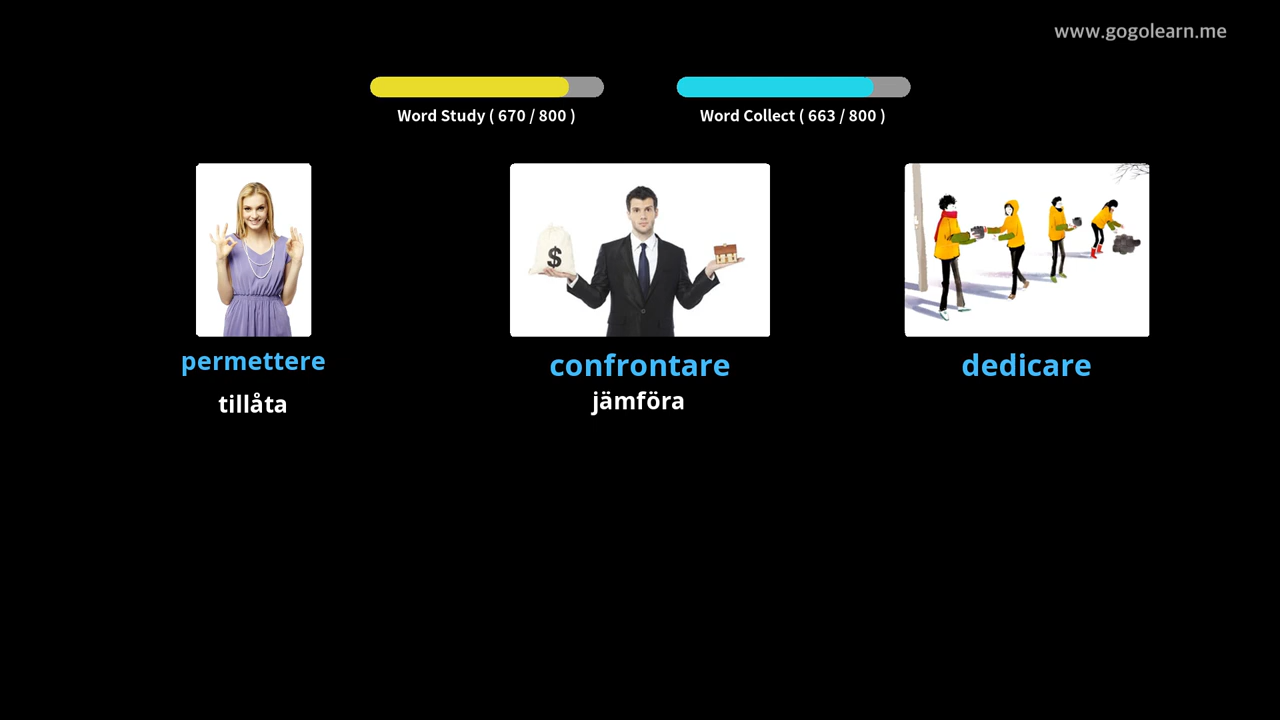 www.gogolearn.me
Word Study ( 670 / 800 )
Word Collect ( 663 / 800 )
$
permettere
tillåta
confrontare
jämföra
dedicare